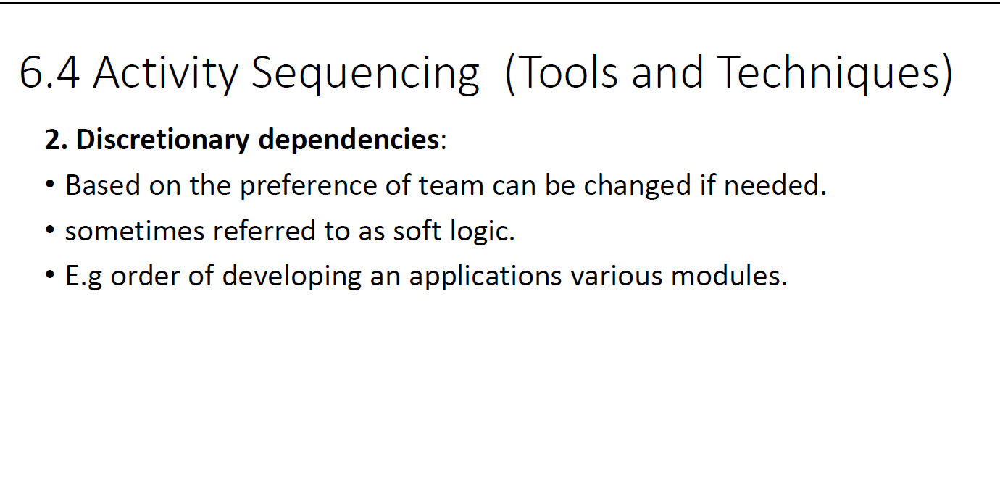 6.4 Activity Sequencing (Tools and Techniques)
2. Discretionary dependencies:
• Based on the preference of team can be changed if needed.
• sometimes referred to as soft logic.
• E.g order of developing an applications various modules.